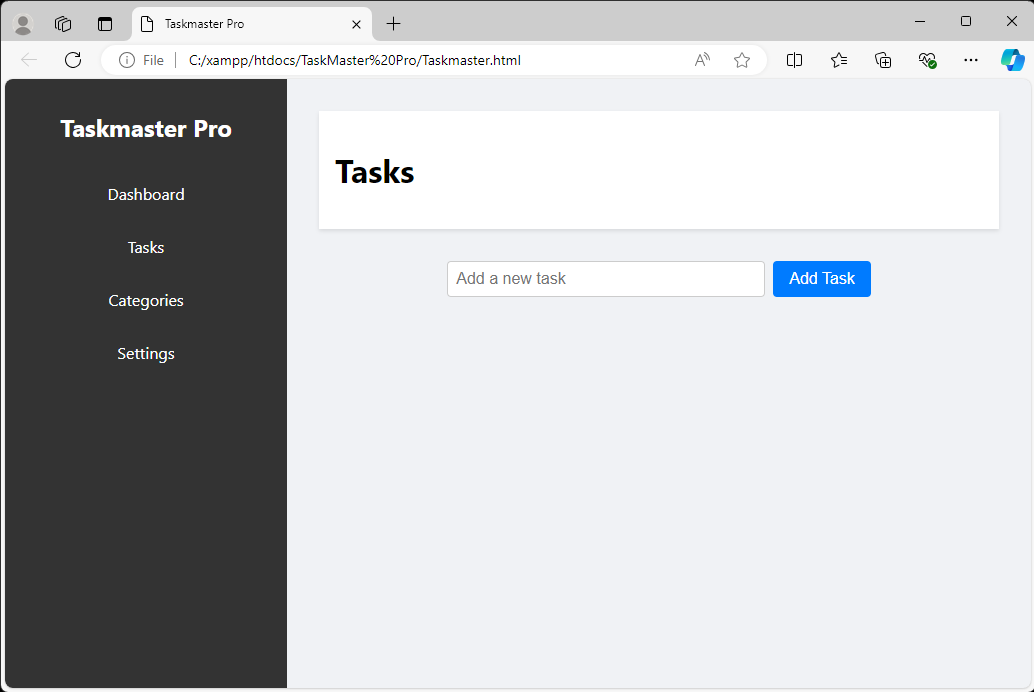 Taskmaster Pro
File
C:/xampp/htdocs/TaskMaster%20Pro/Taskmaster.html
Taskmaster Pro
Dashboard
Tasks
Categories
Settings
Tasks
Add a new task
Add Task